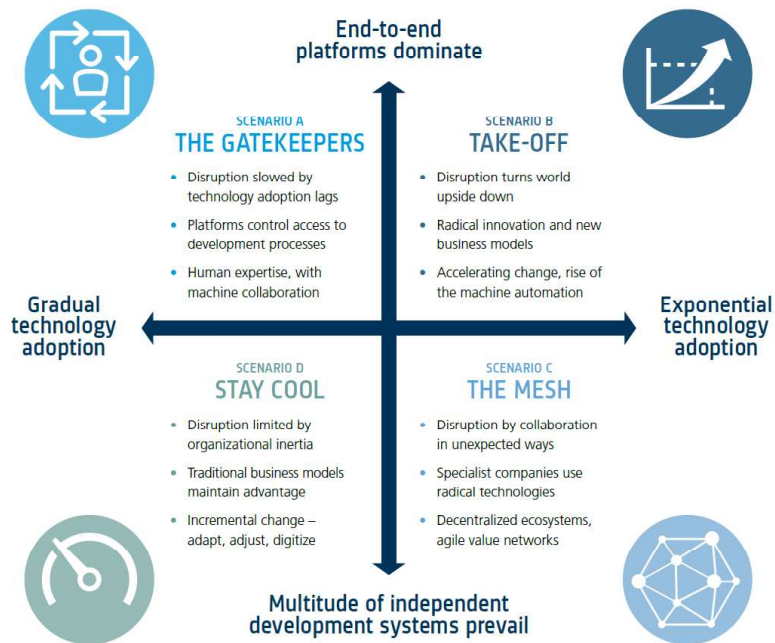 End-to-end
platforms dominate
SCENARIO A
THE GATEKEEPERS
• Disruption slowed by
technology adoption lags
• Platforms control access to
development processes
• Human expertise, with
machine collaboration
SCENARIO B
TAKE-OFF
• Disruption turns world
upside down
• Radical innovation and new
business models
• Accelerating change, rise of
the machine automation
Gradual
technology
adoption
Exponential
technology
adoption
SCENARIO D
STAY COOL
• Disruption limited by
organizational inertia
• Traditional business models
maintain advantage
• Incremental change –
adapt, adjust, digitize
SCENARIO C
THE MESH
• Disruption by collaboration
in unexpected ways
• Specialist companies use
radical technologies
• Decentralized ecosystems,
agile value networks
Multitude of independent
development systems prevail